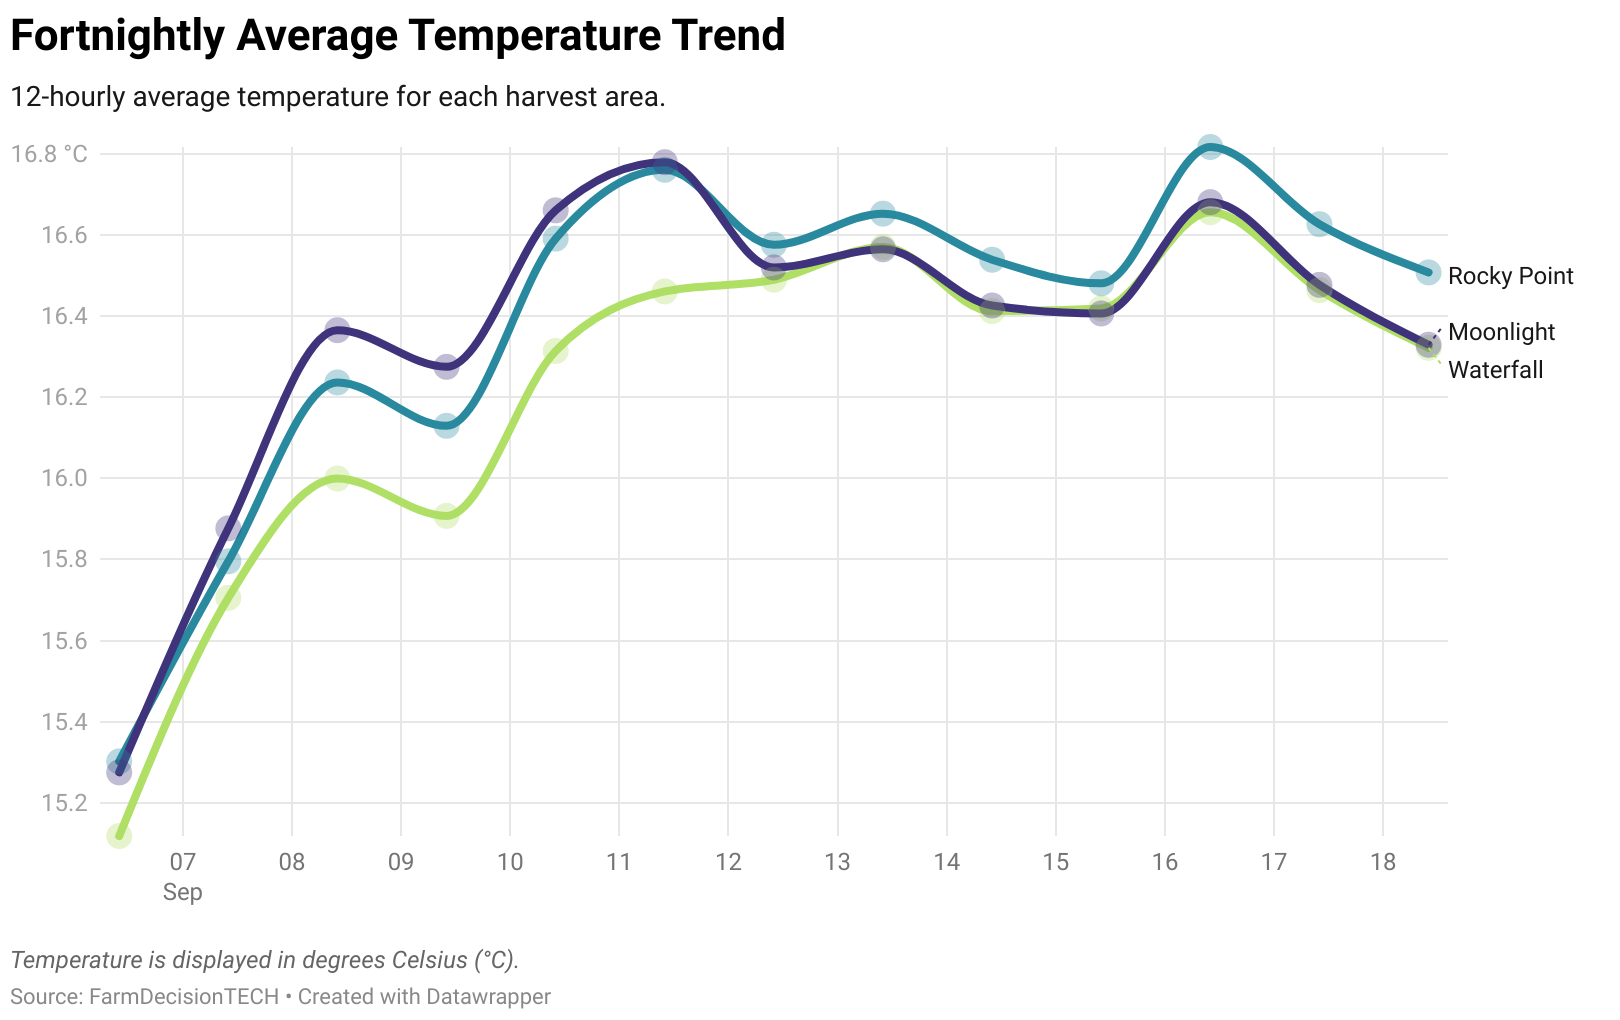 Fortnightly Average Temperature Trend
12-hourly average temperature for each harvest area.
16.8 °C
16.6
16.4
16.2
16.0
15.8
15.6
15.4
15.2
Rocky Point
Moonlight
Waterfall
07 08 09 10 11 12 13 14 15 16 17 18
Sep
Temperature is displayed in degrees Celsius (°C).
Source: FarmDecisionTECH • Created with Datawrapper